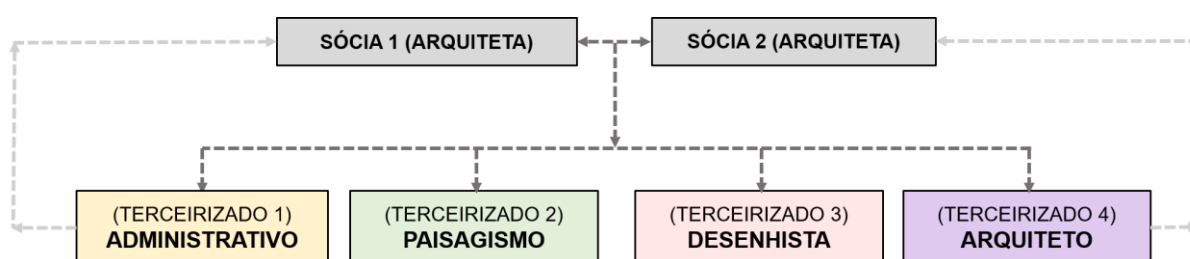 SÓCIA 1 (ARQUITETA)
SÓCIA 2 (ARQUITETA)
(TERCEIRIZADO 1)
ADMINISTRATIVO
(TERCEIRIZADO 2)
PAISAGISMO
(TERCEIRIZADO 3)
DESENHISTA
(TERCEIRIZADO 4)
ARQUITETO